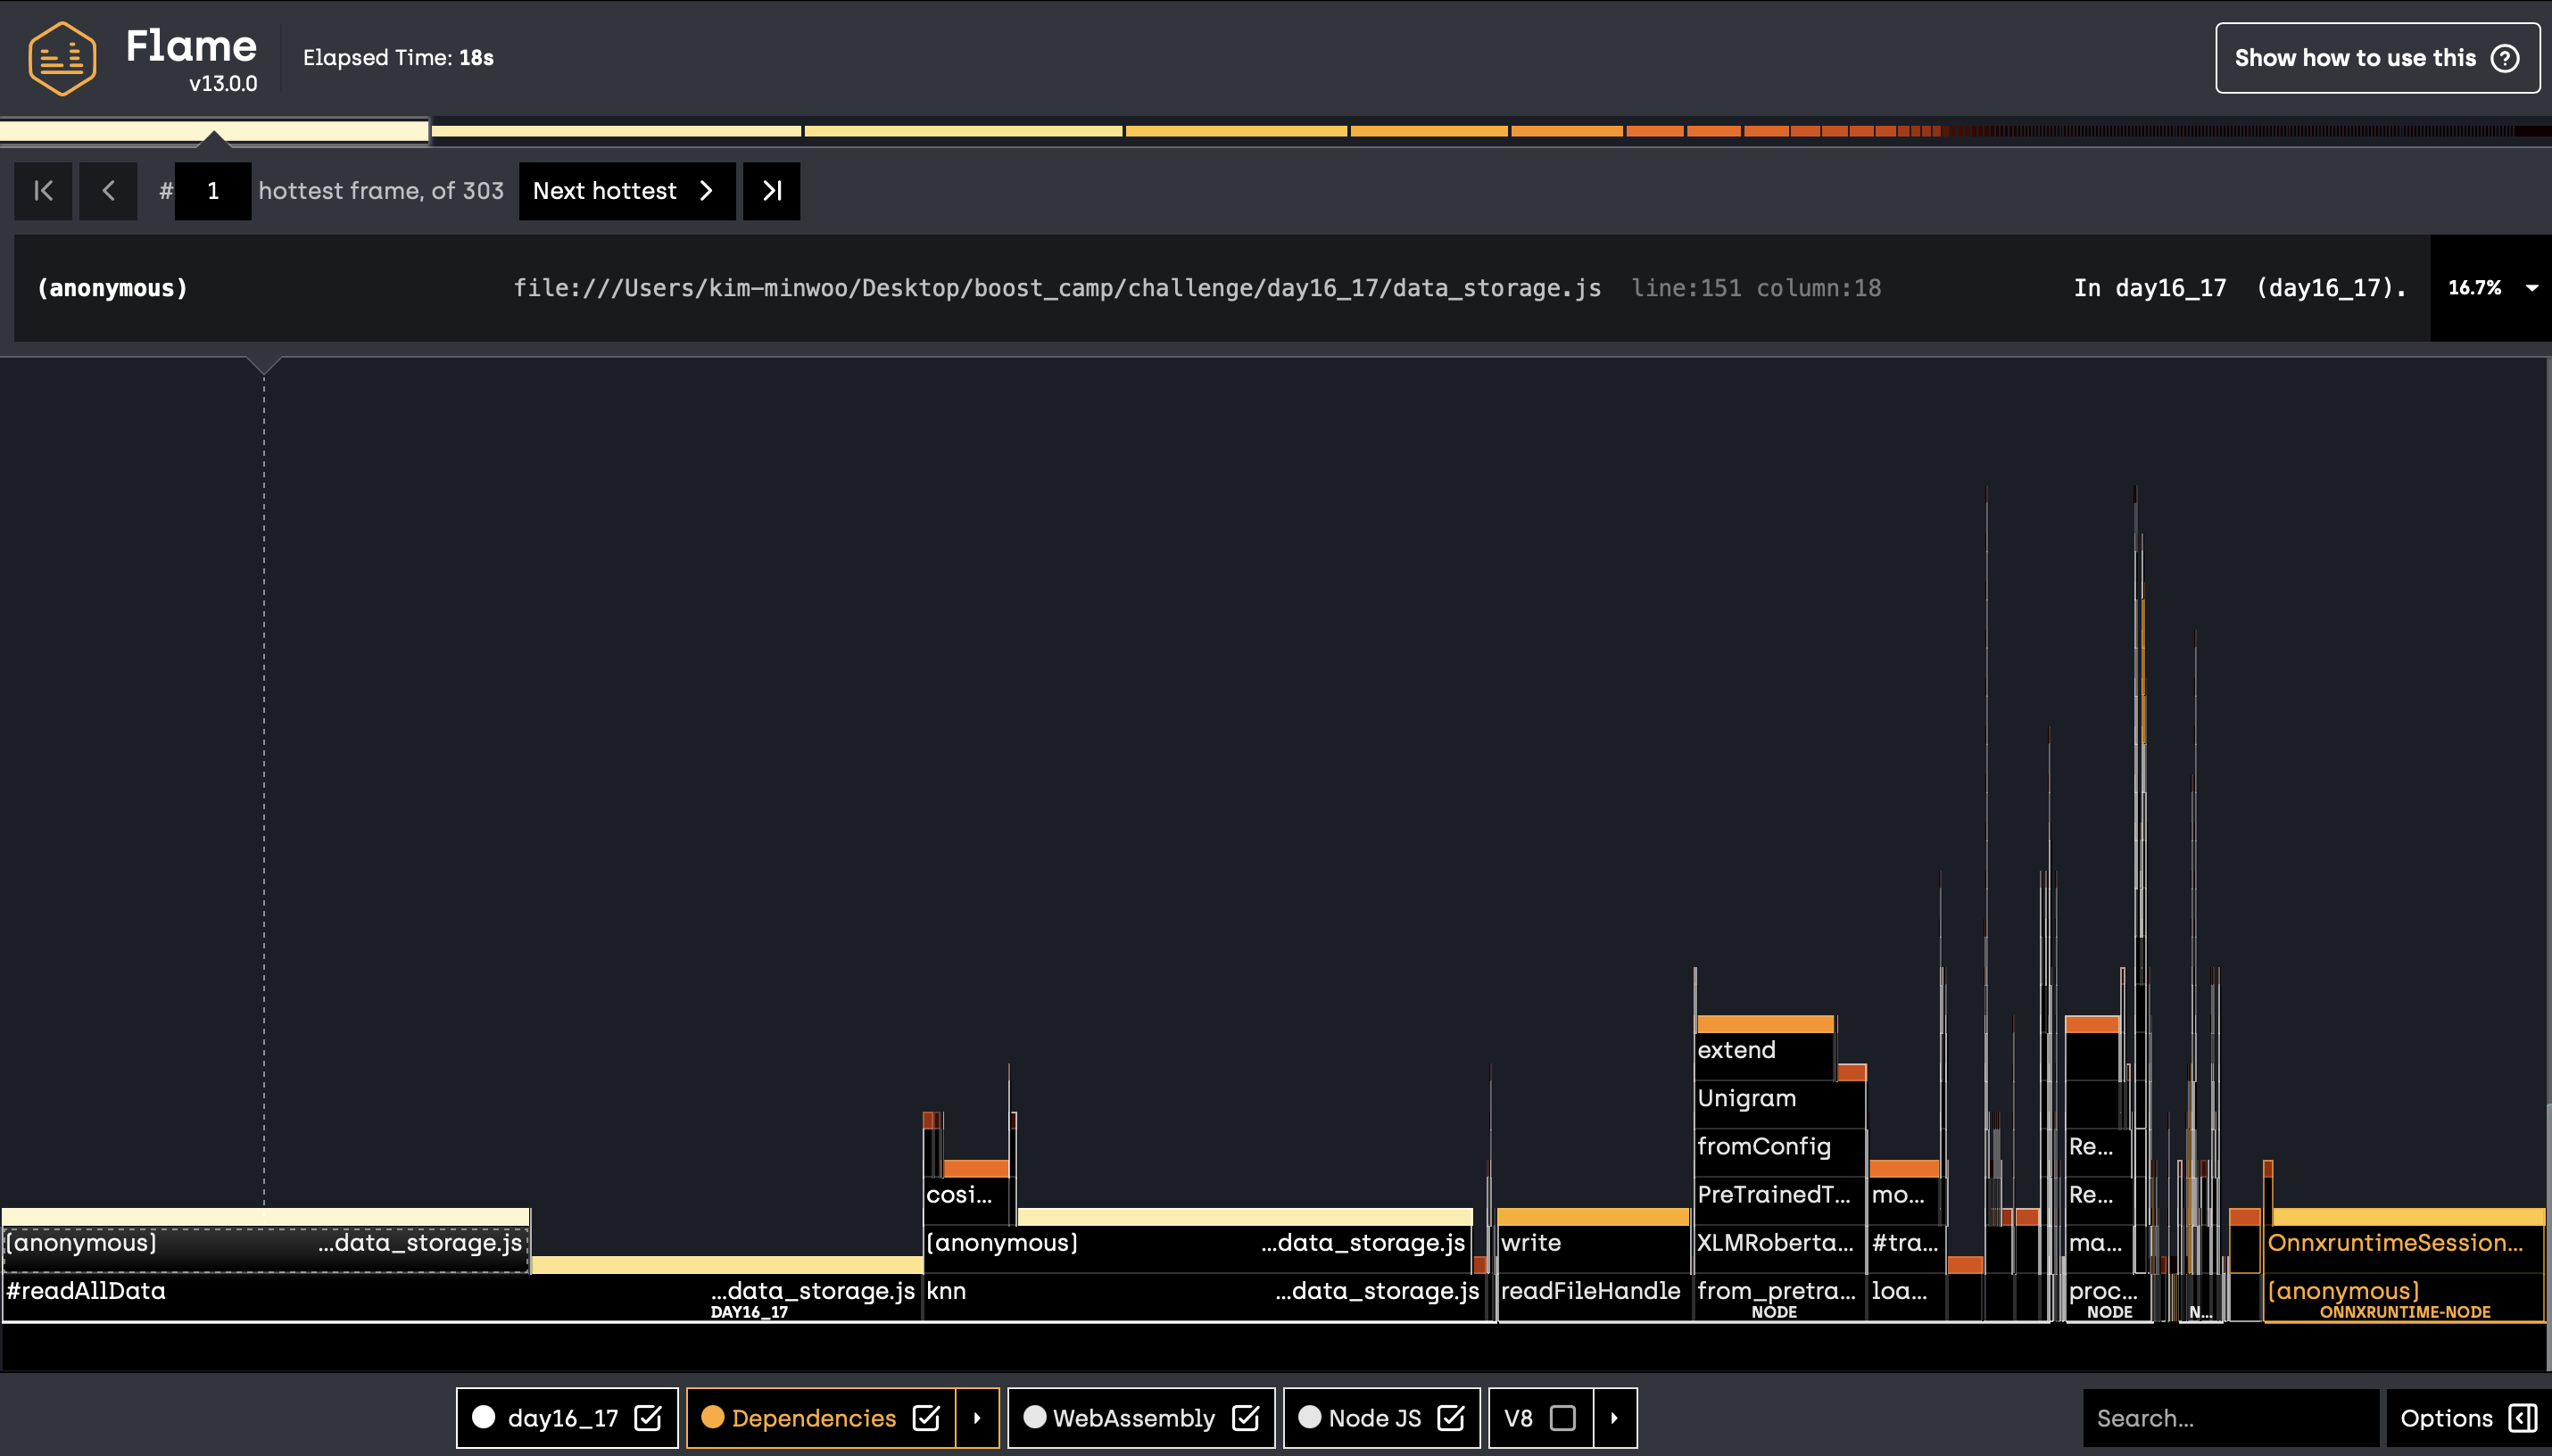 Flame
v13.0.0
Elapsed Time: 18s
Show how to use this ?
# 1 hottest frame, of 303
Next hottest
(anonymous) file:///Users/kim-minwoo/Desktop/boost_camp/challenge/day16_17/data_storage.js line:151 column:18 In day16_17 (day16_17). 16.7%
extend
Unigram
fromConfig Re...
cosi... PreTrainedT... mo... Re...
(anonymous) ...data_storage.js (anonymous) ...data_storage.js write XLMRoberta... #tra... ma... OnnxruntimeSession...
#readAllData ...data_storage.js knn ...data_storage.js readFileHandle from_pretra... loa... proc... (anonymous)
DAY16_17 NODE NODE N... ONNXRUNTIME-NODE
day16_17 Dependencies WebAssembly Node JS V8 Search... Options